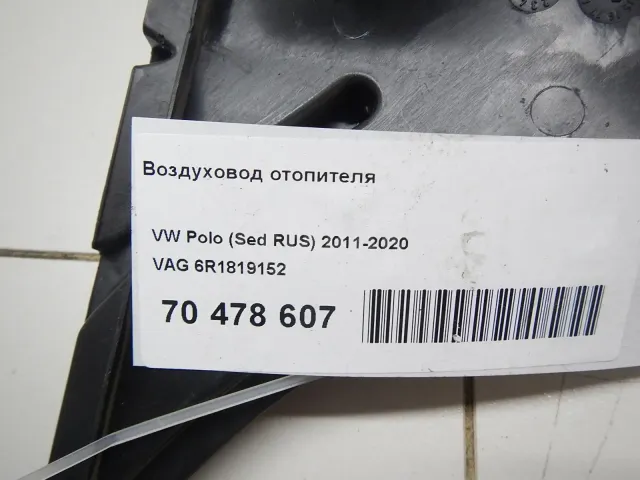 Воздуховод отопителя
VW Polo (Sed RUS) 2011-2020
VAG 6R1819152
70 478 607